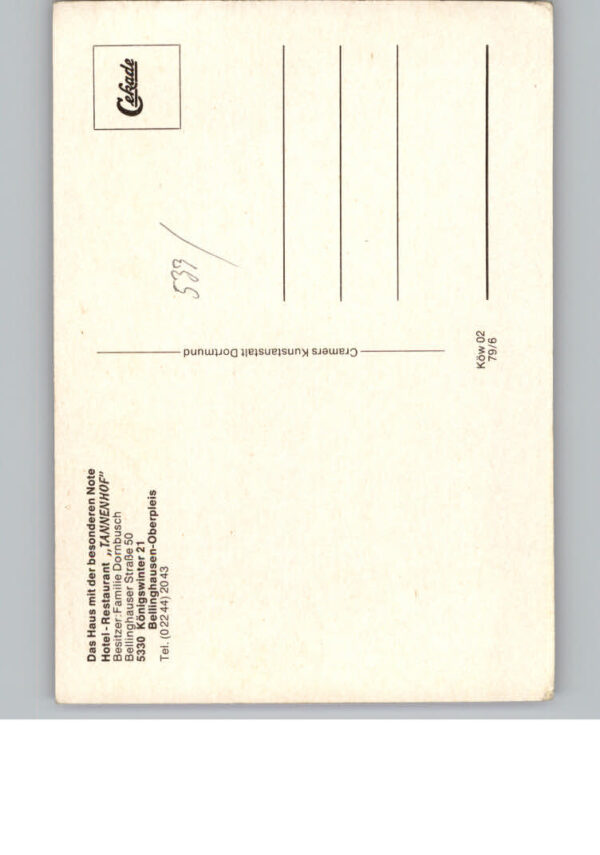 Das Haus mit der besonderen Note
Hotel-Restaurant „TANNENHOF"
Besitzer: Familie Dornbusch
Bellinghauser Straße 50
5330 Königswinter 21
Bellinghausen-Oberpleis
Tel. (02244) 2043
Cramers Kunstanstalt Dortmund
Cekade
533/
Köw 02
79/6